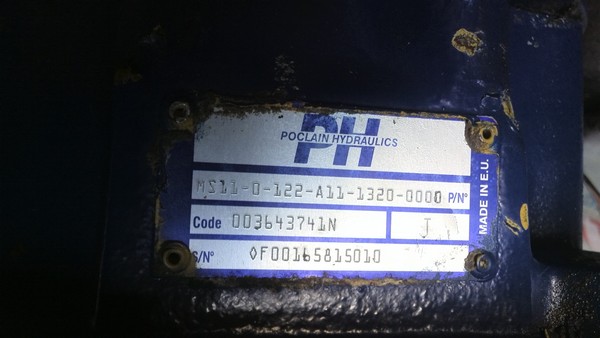 PH
POCLAIN HYDRAULICS
MS11-0-122-A11-1320-0000 P/N°
Code 003643741N J
S/N° 0F00165815010
MADE IN E.U.